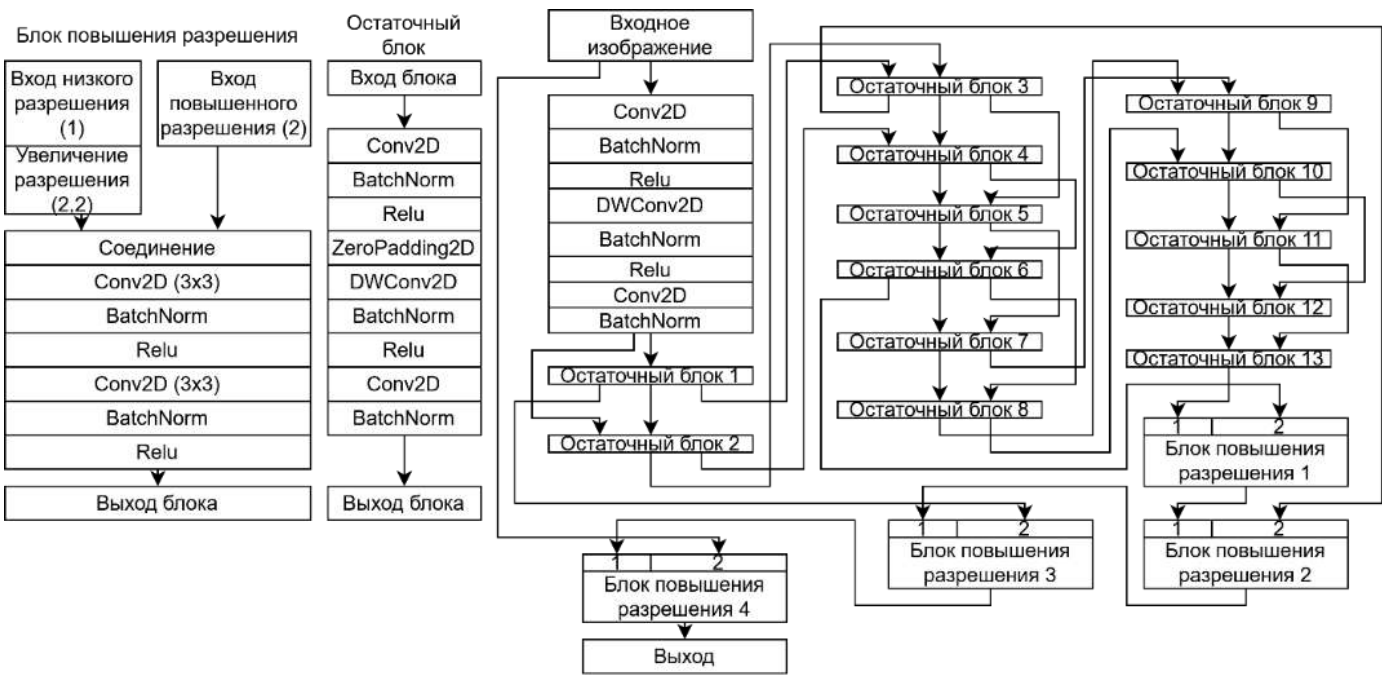 Блок повышения разрешения
Вход низкого
разрешения
(1)
Увеличение
разрешения
(2,2)
Вход
повышенного
разрешения (2)
Соединение
Conv2D (3x3)
BatchNorm
Relu
Conv2D (3x3)
BatchNorm
Relu
Выход блока
Остаточный
блок
Вход блока
Conv2D
BatchNorm
Relu
ZeroPadding2D
DWConv2D
BatchNorm
Relu
Conv2D
BatchNorm
Выход блока
Входное
изображение
Conv2D
BatchNorm
Relu
DWConv2D
BatchNorm
Relu
Conv2D
BatchNorm
Остаточный блок 1
Остаточный блок 2
Остаточный блок 3
Остаточный блок 4
Остаточный блок 5
Остаточный блок 6
Остаточный блок 7
Остаточный блок 8
Остаточный блок 9
Остаточный блок 10
Остаточный блок 11
Остаточный блок 12
Остаточный блок 13
1 2
Блок повышения
разрешения 1
1 2
Блок повышения
разрешения 2
1 2
Блок повышения
разрешения 3
1 2
Блок повышения
разрешения 4
Выход